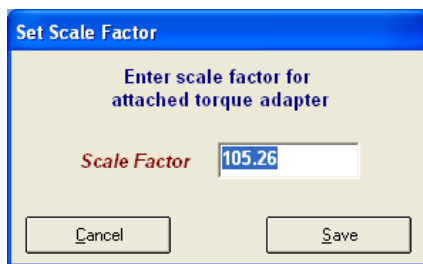 Set Scale Factor
Enter scale factor for
attached torque adapter
Scale Factor 105.26
Cancel Save